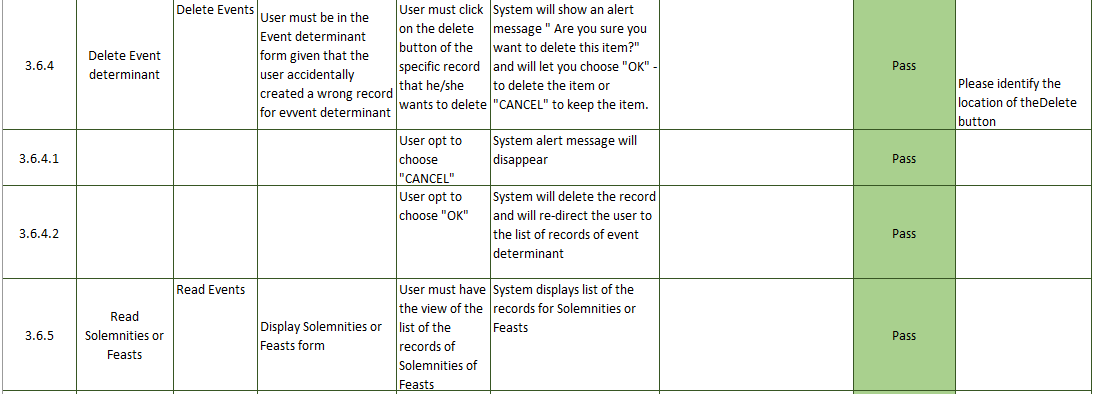 3.6.4
Delete Event
determinant
Delete Events
User must be in the
Event determinant
form given that the
user accidentally
created a wrong record
for evvent determinant
User must click
on the delete
button of the
specific record
that he/she
wants to delete
System will show an alert
message " Are you sure you
want to delete this item?"
and will let you choose "OK" -
to delete the item or
"CANCEL" to keep the item.
Pass
Please identify the
location of theDelete
button
3.6.4.1
User opt to
choose
"CANCEL"
System alert message will
disappear
Pass
3.6.4.2
User opt to
choose "OK"
System will delete the record
and will re-direct the user to
the list of records of event
determinant
Pass
3.6.5
Read
Solemnities or
Feasts
Read Events
Display Solemnities or
Feasts form
User must have
the view of the
list of the
records of
Solemnities of
Feasts
System displays list of the
records for Solemnities or
Feasts
Pass